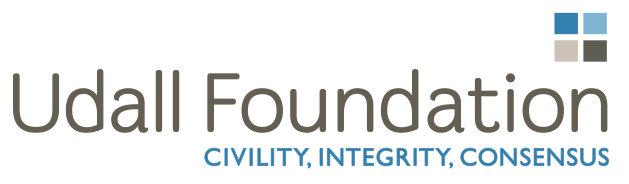 Udall Foundation
CIVILITY, INTEGRITY, CONSENSUS